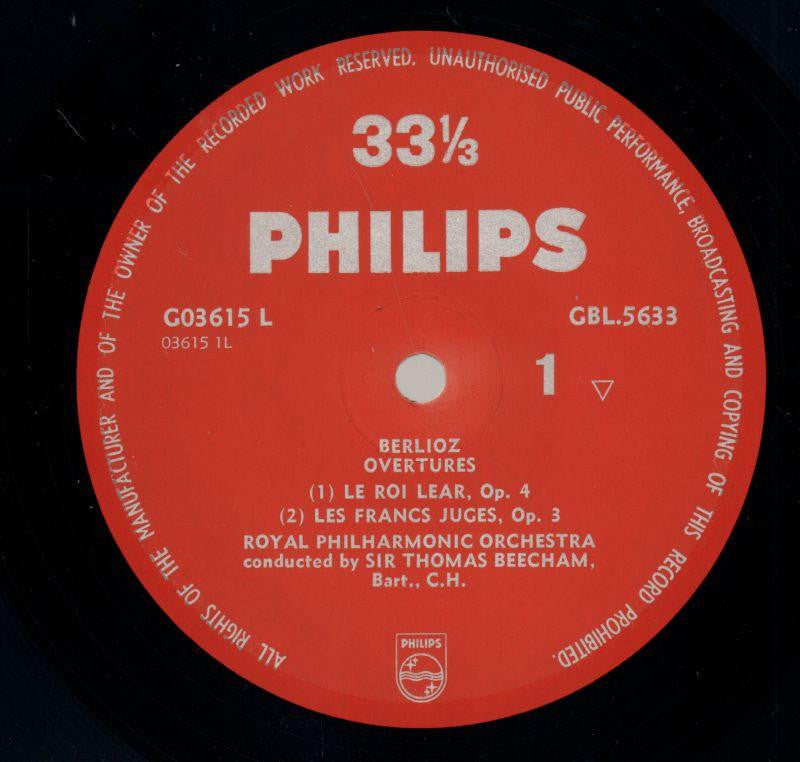 ALL RIGHTS OF THE MANUFACTURER AND OF THE OWNER OF THE RECORDED WORK RESERVED. UNAUTHORISED PUBLIC PERFORMANCE, BROADCASTING AND COPYING OF THIS RECORD PROHIBITED.
33⅓
PHILIPS
G03615 L GBL.5633
03615 1L
1 ▽
BERLIOZ
OVERTURES
(1) LE ROI LEAR, Op. 4
(2) LES FRANCS JUGES, Op. 3
ROYAL PHILHARMONIC ORCHESTRA
conducted by SIR THOMAS BEECHAM,
Bart., C.H.
PHILIPS